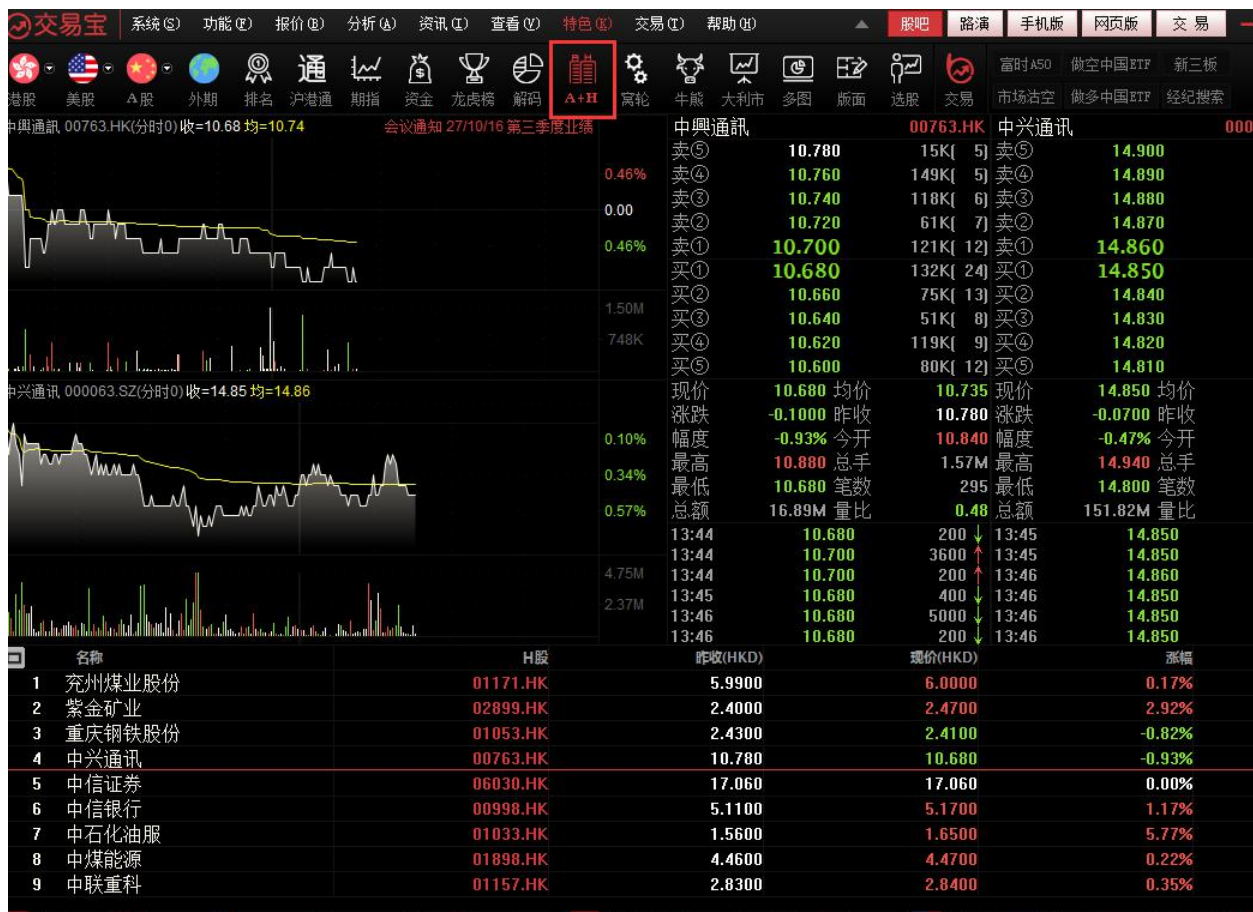 交易宝 系统(S) 功能(F) 报价(B) 分析(A) 资讯(I) 查看(V) 特色(K) 交易(T) 帮助(H) 股吧 路演 手机版 网页版 交 易
富时A50 做空中国ETF 新三板
港股 美股 A股 外期 排名 沪港通 期指 资金 龙虎榜 解码 A+H 窝轮 牛熊 大利市 多图 版面 选股 交易 市场沽空 做多中国ETF 经纪搜索
通
中興通訊 00763.HK(分时0) 收=10.68 均=10.74 会议通知 27/10/16 第三季度业绩
0.46%
0.00
0.46%
1.50M
748K
中兴通讯 000063.SZ(分时0) 收=14.85 均=14.86
0.10%
0.34%
0.57%
4.75M
2.37M
中興通訊 00763.HK 中兴通讯 000
卖⑤ 10.780 15K( 5) 卖⑤ 14.900
卖④ 10.760 149K( 5) 卖④ 14.890
卖③ 10.740 118K( 6) 卖③ 14.880
卖② 10.720 61K( 7) 卖② 14.870
卖① 10.700 121K( 12) 卖① 14.860
买① 10.680 132K( 24) 买① 14.850
买② 10.660 75K( 13) 买② 14.840
买③ 10.640 51K( 8) 买③ 14.830
买④ 10.620 119K( 9) 买④ 14.820
买⑤ 10.600 80K( 12) 买⑤ 14.810
现价 10.680 均价 10.735 现价 14.850 均价
涨跌 -0.1000 昨收 10.780 涨跌 -0.0700 昨收
幅度 -0.93% 今开 10.840 幅度 -0.47% 今开
最高 10.880 总手 1.57M 最高 14.940 总手
最低 10.680 笔数 295 最低 14.800 笔数
总额 16.89M 量比 0.48 总额 151.82M 量比
13:44 10.680 200 ↓ 13:45 14.850
13:44 10.700 3600 ↑ 13:45 14.850
13:44 10.700 200 ↑ 13:46 14.860
13:45 10.680 400 ↓ 13:46 14.850
13:46 10.680 5000 ↓ 13:46 14.850
13:46 10.680 200 ↓ 13:46 14.850
名称 H股 昨收(HKD) 现价(HKD) 涨幅
1 兖州煤业股份 01171.HK 5.9900 6.0000 0.17%
2 紫金矿业 02899.HK 2.4000 2.4700 2.92%
3 重庆钢铁股份 01053.HK 2.4300 2.4100 -0.82%
4 中兴通讯 00763.HK 10.780 10.680 -0.93%
5 中信证券 06030.HK 17.060 17.060 0.00%
6 中信银行 00998.HK 5.1100 5.1700 1.17%
7 中石化油服 01033.HK 1.5600 1.6500 5.77%
8 中煤能源 01898.HK 4.4600 4.4700 0.22%
9 中联重科 01157.HK 2.8300 2.8400 0.35%